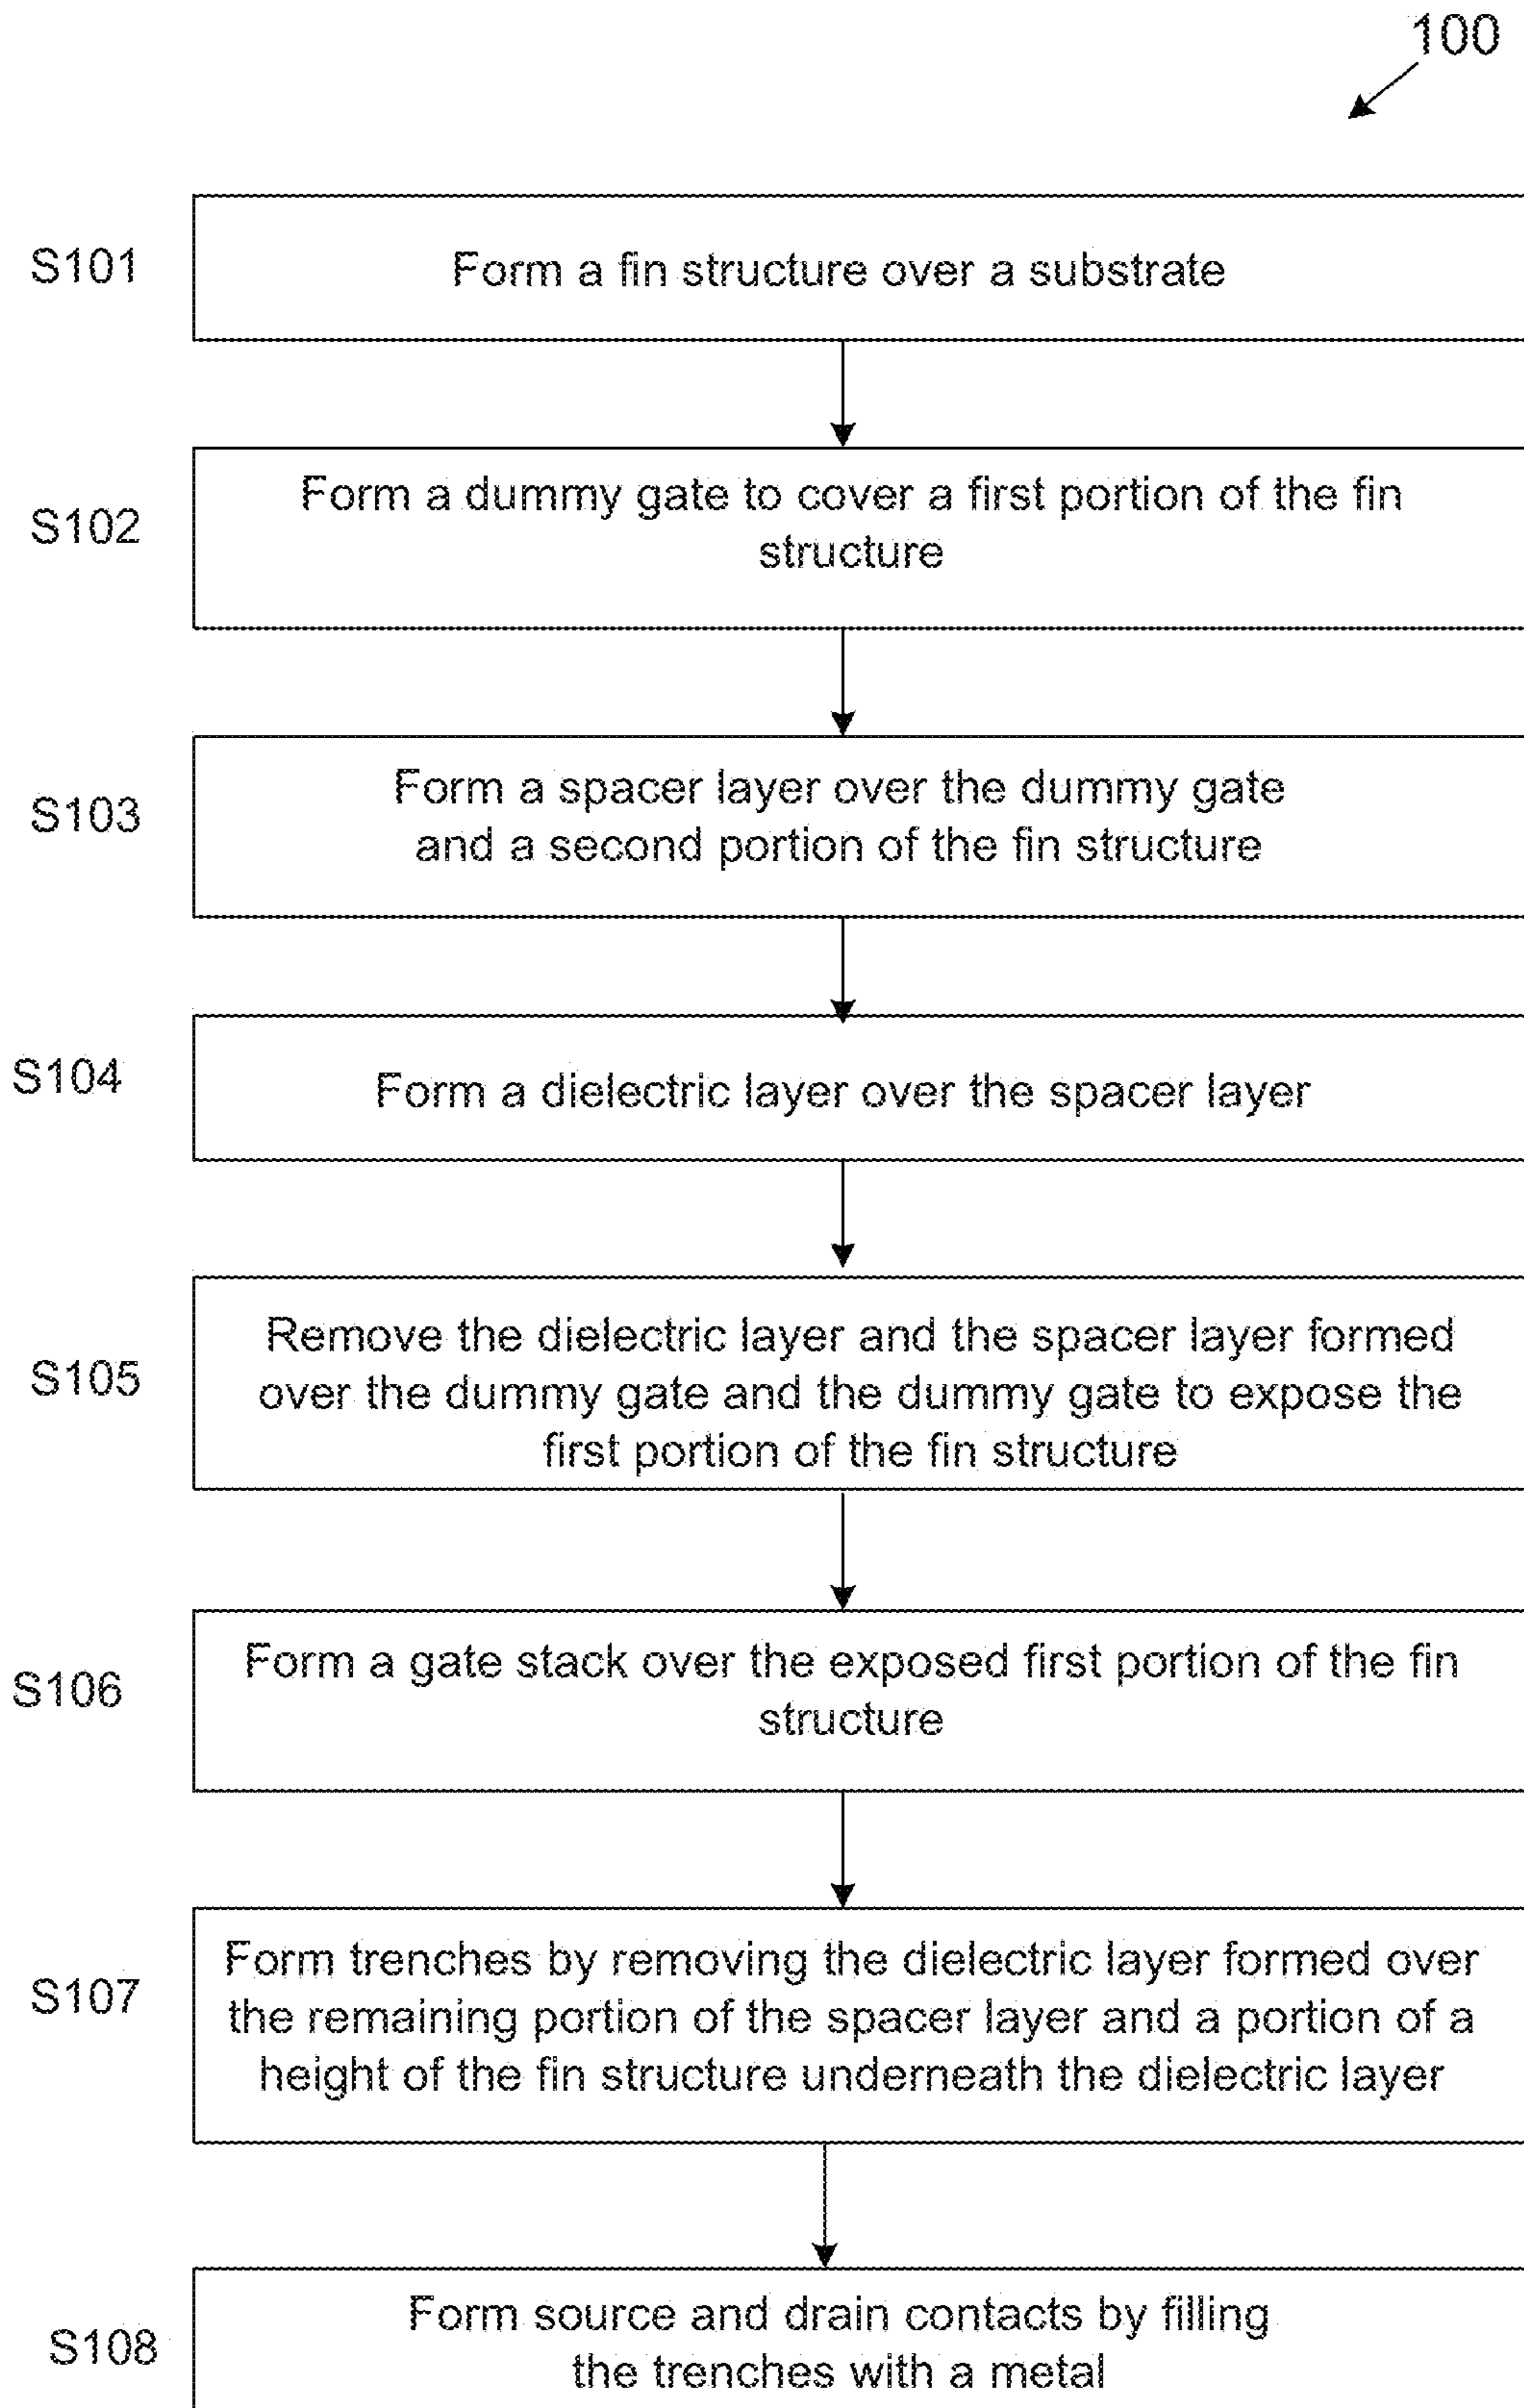 100
S101
Form a fin structure over a substrate
S102
Form a dummy gate to cover a first portion of the fin
structure
S103
Form a spacer layer over the dummy gate
and a second portion of the fin structure
S104
Form a dielectric layer over the spacer layer
S105
Remove the dielectric layer and the spacer layer formed
over the dummy gate and the dummy gate to expose the
first portion of the fin structure
S106
Form a gate stack over the exposed first portion of the fin
structure
S107
Form trenches by removing the dielectric layer formed over
the remaining portion of the spacer layer and a portion of a
height of the fin structure underneath the dielectric layer
S108
Form source and drain contacts by filling
the trenches with a metal